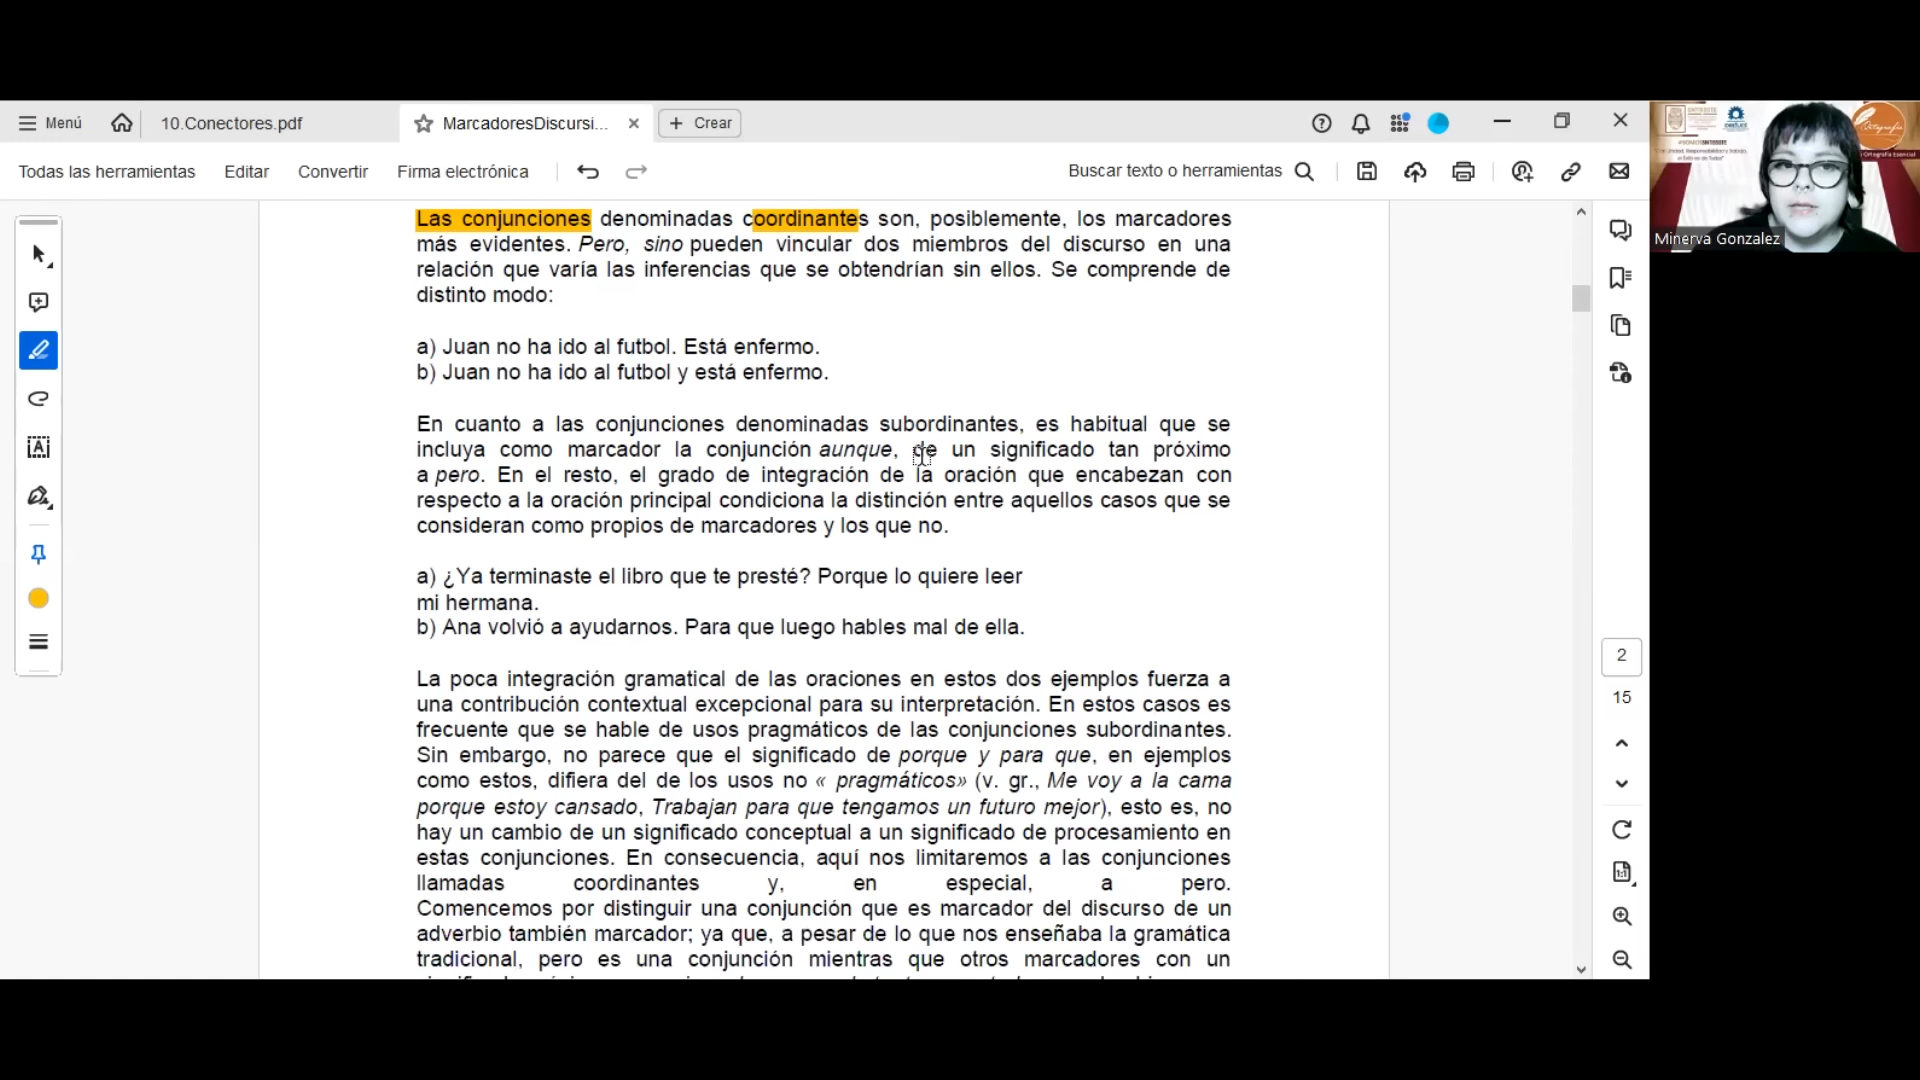 Menú
10.Conectores.pdf
MarcadoresDiscursi...
Crear
Todas las herramientas
Editar
Convertir
Firma electrónica
Buscar texto o herramientas
Las conjunciones denominadas coordinantes son, posiblemente, los marcadores
más evidentes. Pero, sino pueden vincular dos miembros del discurso en una
relación que varía las inferencias que se obtendrían sin ellos. Se comprende de
distinto modo:
a) Juan no ha ido al futbol. Está enfermo.
b) Juan no ha ido al futbol y está enfermo.
En cuanto a las conjunciones denominadas subordinantes, es habitual que se
incluya como marcador la conjunción aunque, de un significado tan próximo
a pero. En el resto, el grado de integración de la oración que encabezan con
respecto a la oración principal condiciona la distinción entre aquellos casos que se
consideran como propios de marcadores y los que no.
a) ¿Ya terminaste el libro que te presté? Porque lo quiere leer
mi hermana.
b) Ana volvió a ayudarnos. Para que luego hables mal de ella.
La poca integración gramatical de las oraciones en estos dos ejemplos fuerza a
una contribución contextual excepcional para su interpretación. En estos casos es
frecuente que se hable de usos pragmáticos de las conjunciones subordinantes.
Sin embargo, no parece que el significado de porque y para que, en ejemplos
como estos, difiera del de los usos no « pragmáticos» (v. gr., Me voy a la cama
porque estoy cansado, Trabajan para que tengamos un futuro mejor), esto es, no
hay un cambio de un significado conceptual a un significado de procesamiento en
estas conjunciones. En consecuencia, aquí nos limitaremos a las conjunciones
llamadas coordinantes y, en especial, a pero.
Comencemos por distinguir una conjunción que es marcador del discurso de un
adverbio también marcador; ya que, a pesar de lo que nos enseñaba la gramática
tradicional, pero es una conjunción mientras que otros marcadores con un
2
15
Minerva Gonzalez